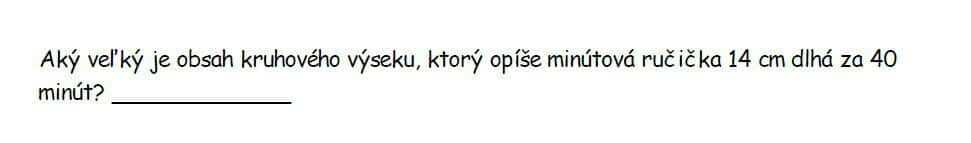 Aký veľký je obsah kruhového výseku, ktorý opíše minútová ručička 14 cm dlhá za 40
minút? _______________